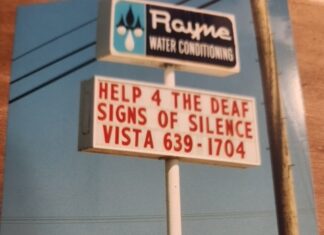 Rayne
WATER CONDITIONING
HELP 4 THE DEAF
SIGNS OF SILENCE
VISTA 639-1704